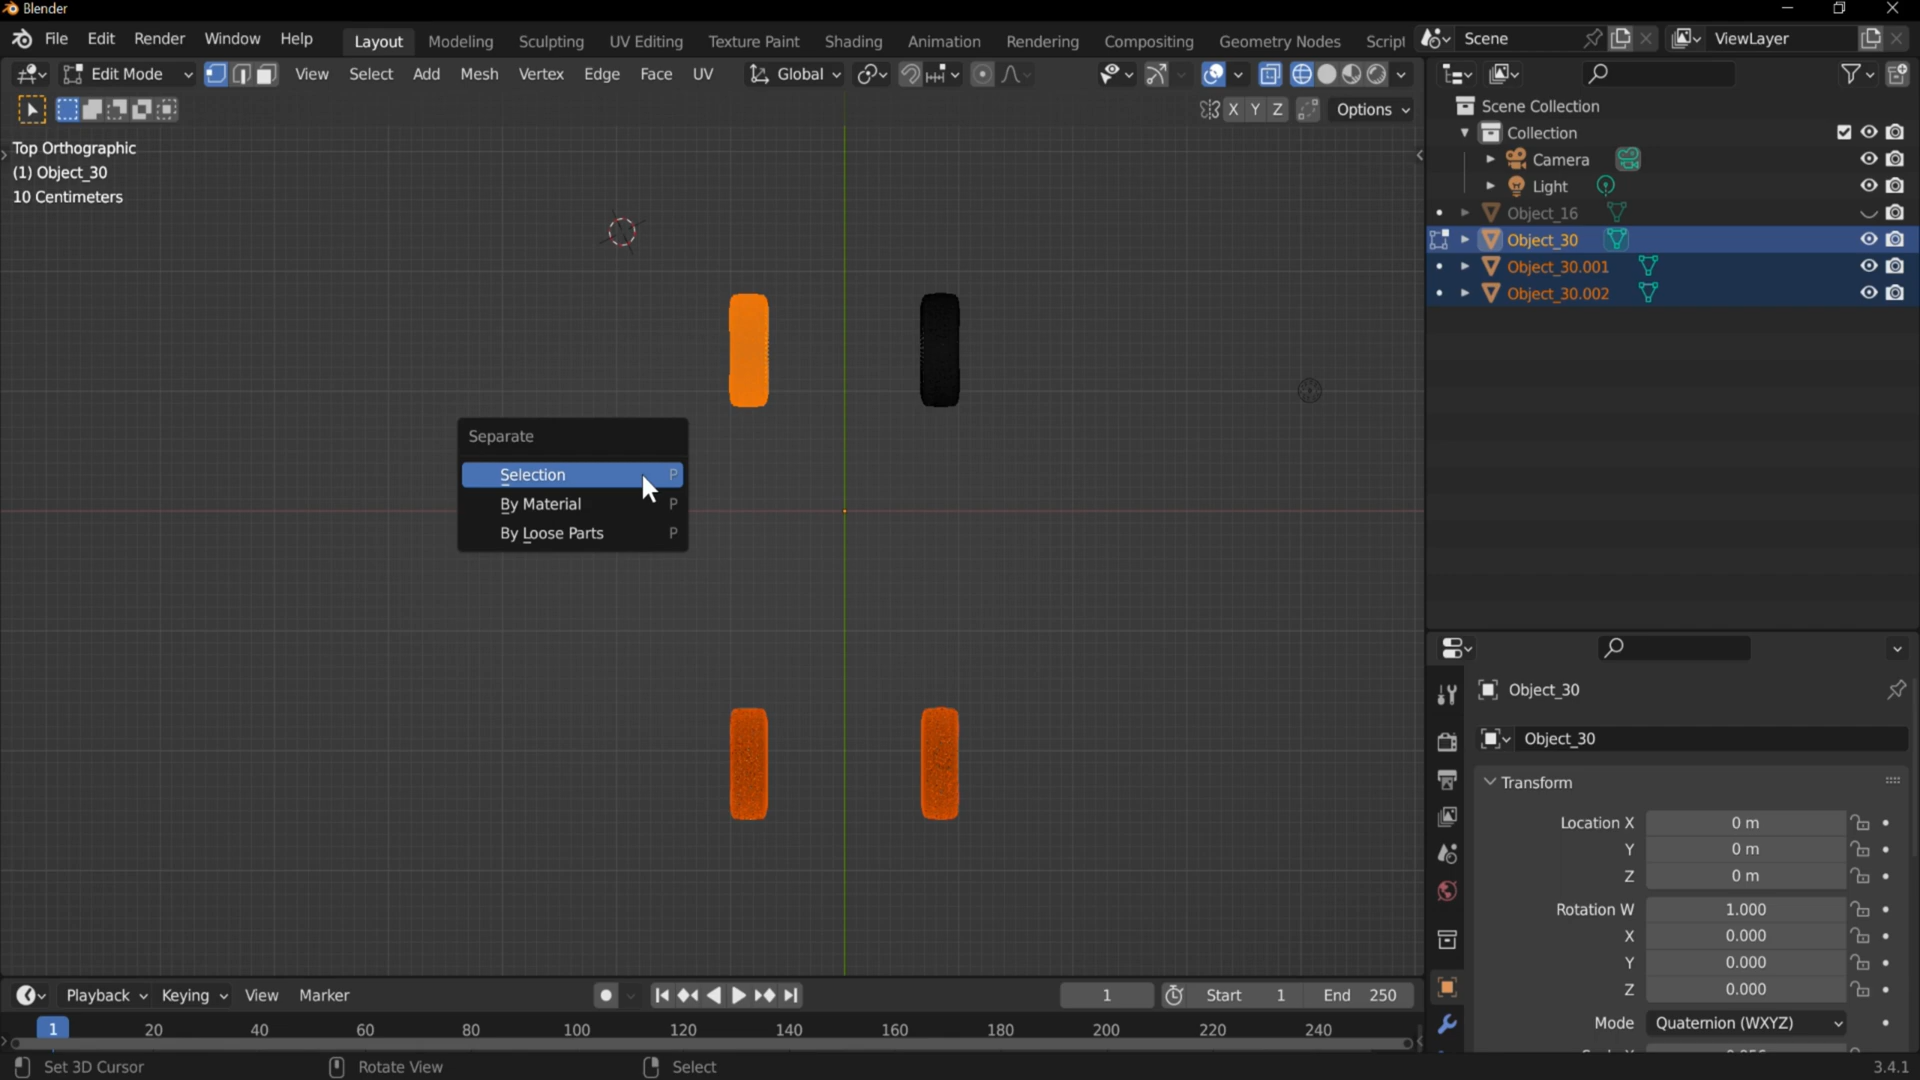 Blender
File Edit Render Window Help Layout Modeling Sculpting UV Editing Texture Paint Shading Animation Rendering Compositing Geometry Nodes Script Scene ViewLayer
Edit Mode View Select Add Mesh Vertex Edge Face UV Global
X Y Z Options
Top Orthographic
(1) Object_30
10 Centimeters
Scene Collection
Collection
Camera
Light
Object_16
Object_30
Object_30.001
Object_30.002
Separate
Selection P
By Material P
By Loose Parts P
Object_30
Object_30
Transform
Location X 0 m
Y 0 m
Z 0 m
Rotation W 1.000
X 0.000
Y 0.000
Z 0.000
Mode Quaternion (WXYZ)
Playback Keying View Marker 1 Start 1 End 250
1 20 40 60 80 100 120 140 160 180 200 220 240
Set 3D Cursor Rotate View Select 3.4.1